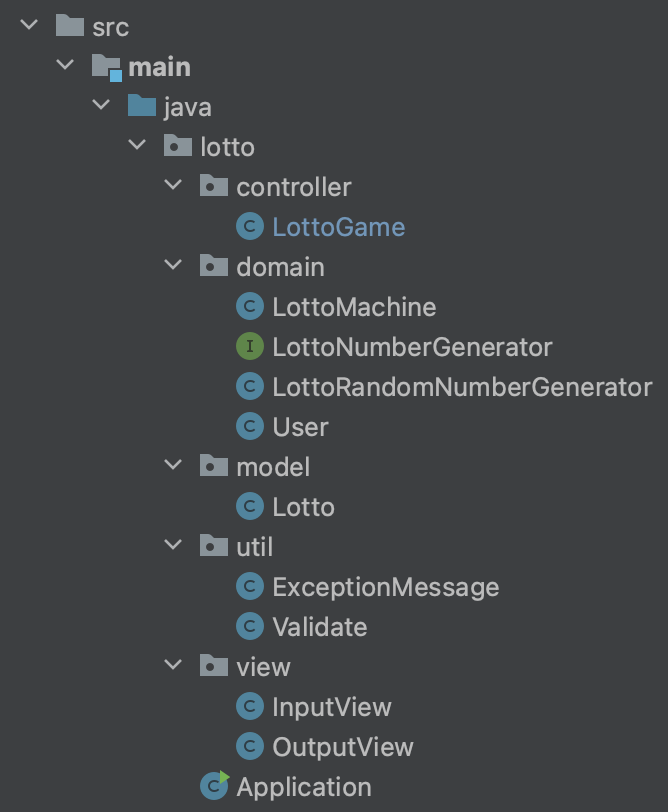 src
main
java
lotto
controller
C LottoGame
domain
C LottoMachine
I LottoNumberGenerator
C LottoRandomNumberGenerator
C User
model
C Lotto
util
C ExceptionMessage
C Validate
view
C InputView
C OutputView
C Application